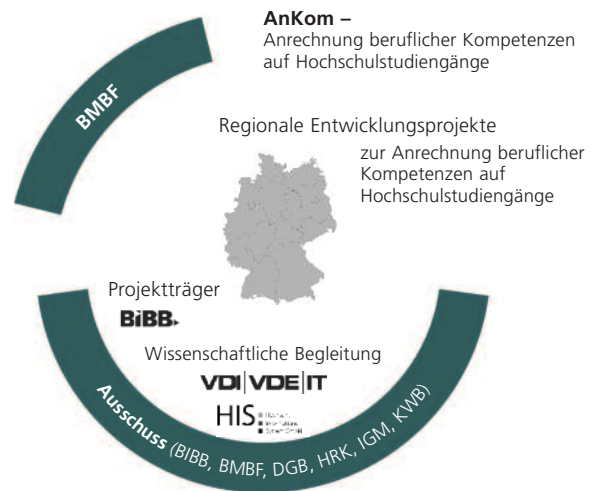 AnKom –
Anrechnung beruflicher Kompetenzen
auf Hochschulstudiengänge
BMBF
Regionale Entwicklungsprojekte
zur Anrechnung beruflicher
Kompetenzen auf
Hochschulstudiengänge
Projektträger
BiBB
Wissenschaftliche Begleitung
VDI|VDE|IT
HIS
Ausschuss (BIBB, BMBF, DGB, HRK, IGM, KWB)